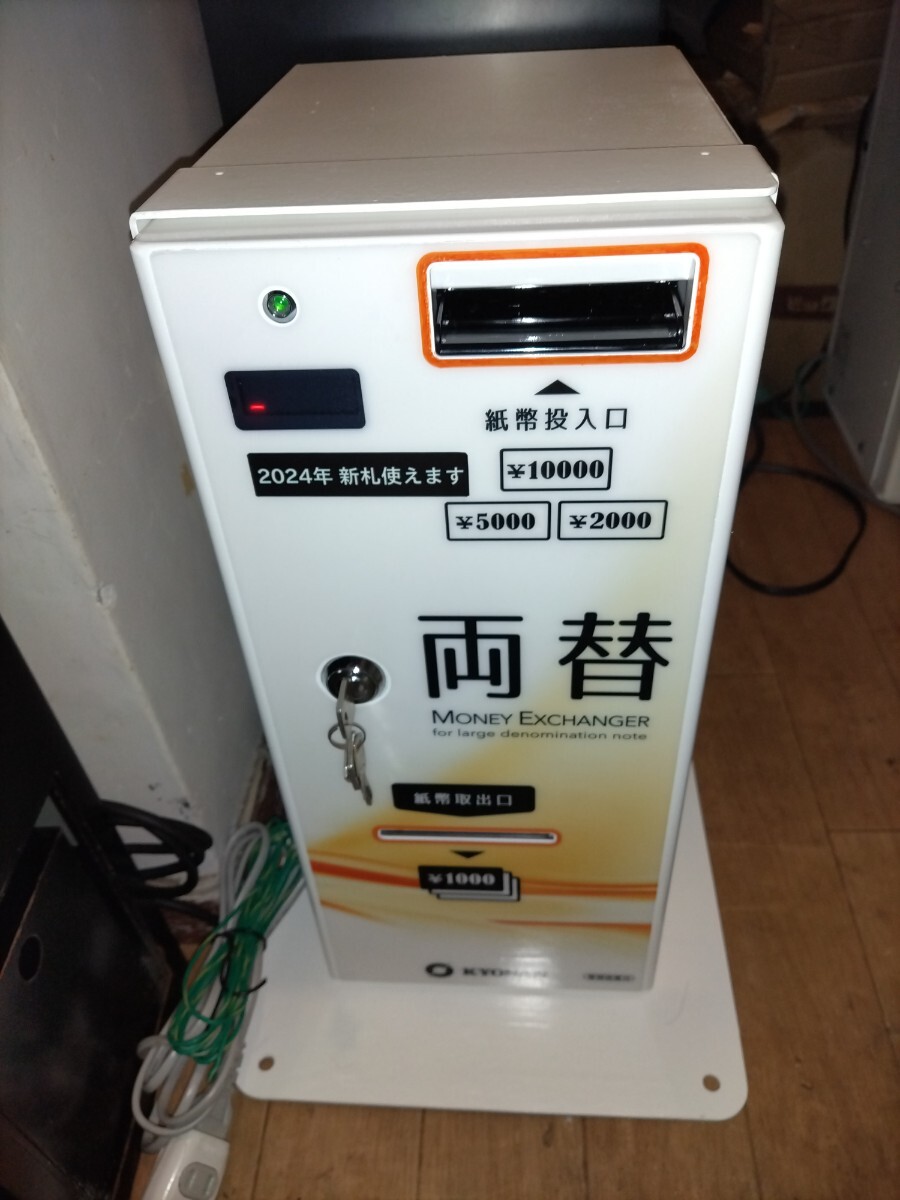 紙幣投入口
¥10000
2024年 新札使えます
¥5000 ¥2000
両替
MONEY EXCHANGER
for large denomination note
紙幣取出口
¥1000